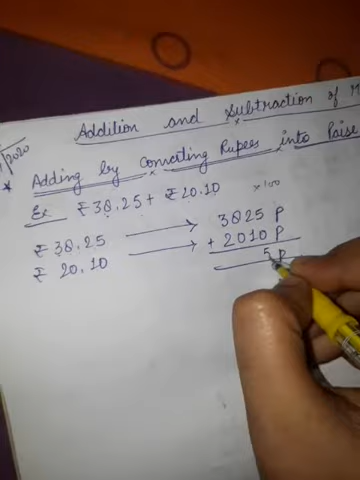 /2020
Addition and Subtraction of M
* Adding by Converting Rupees into Paise
Ex ₹30.25 + ₹20.10 ×100
₹30.25 → 3025 P
₹20.10 → + 2010 P
5 P